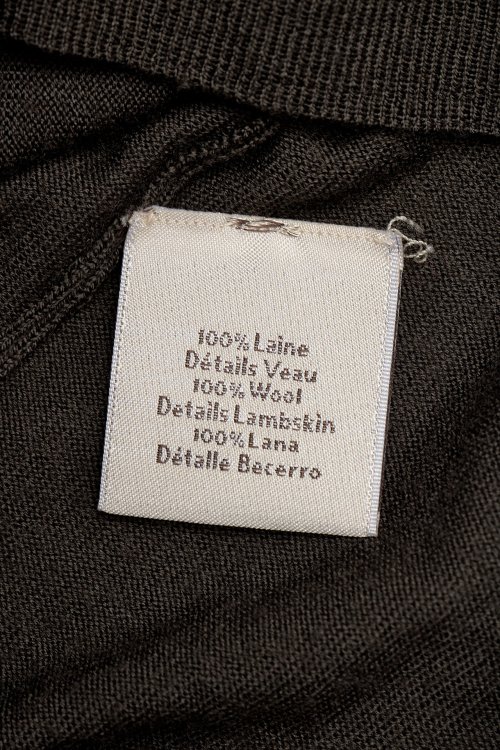 100% Laine
Détails Veau
100% Wool
Details Lambskin
100% Lana
Détalle Becerro